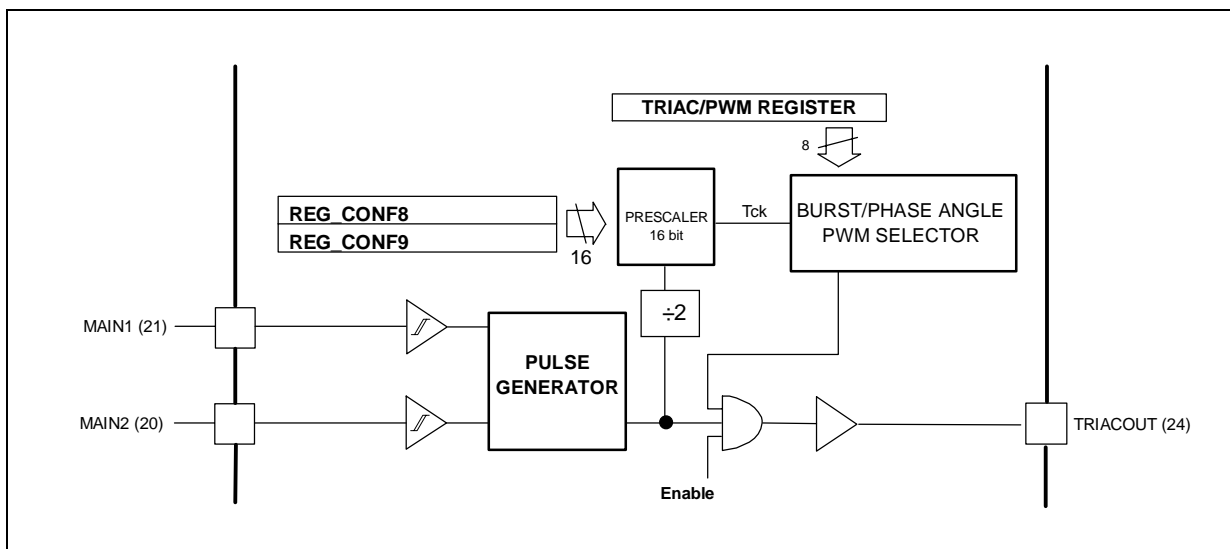 TRIAC/PWM REGISTER
8
REG_CONF8
REG_CONF9
16
PRESCALER
16 bit
Tck
BURST/PHASE ANGLE
PWM SELECTOR
÷2
MAIN1 (21)
PULSE
GENERATOR
MAIN2 (20)
TRIACOUT (24)
Enable